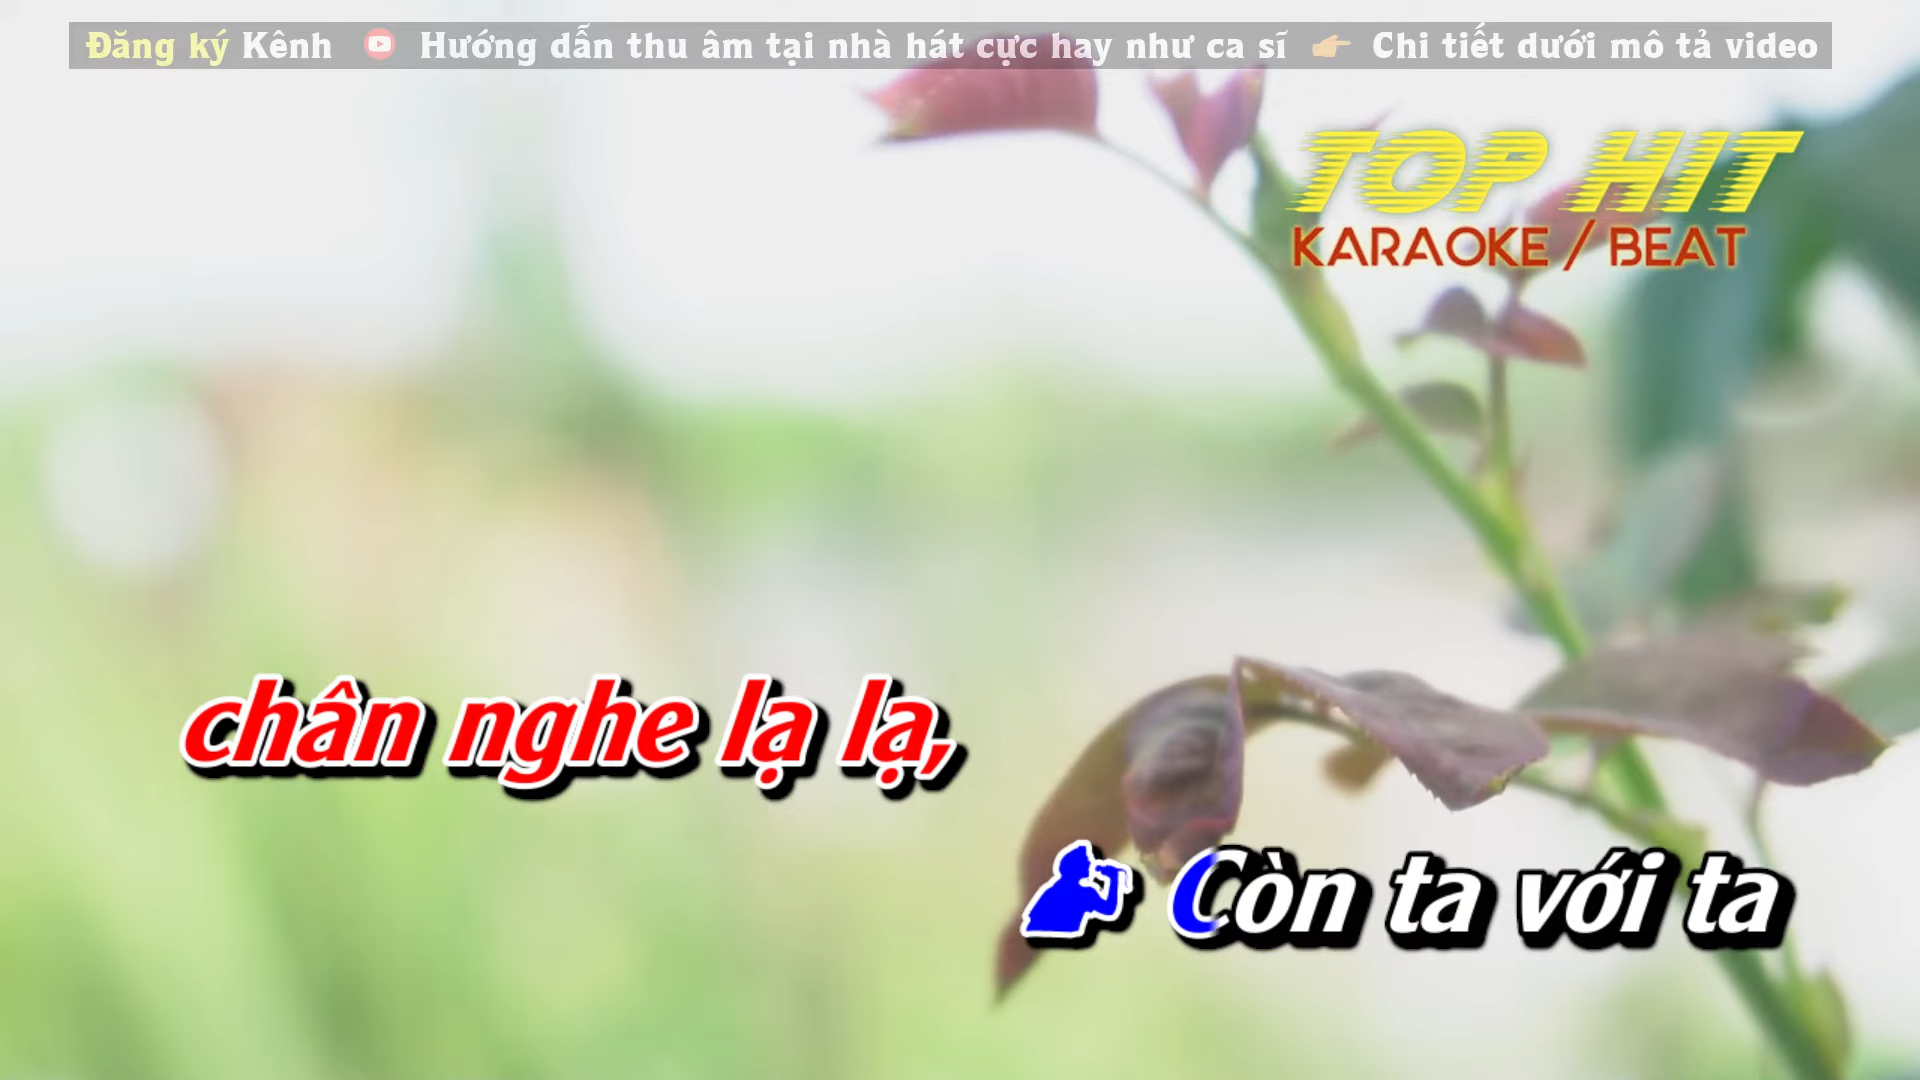 Đăng ký Kênh Hướng dẫn thu âm tại nhà hát cực hay như ca sĩ 👉 Chi tiết dưới mô tả video
TOP HIT
KARAOKE / BEAT
chân nghe lạ lạ,
Còn ta với ta